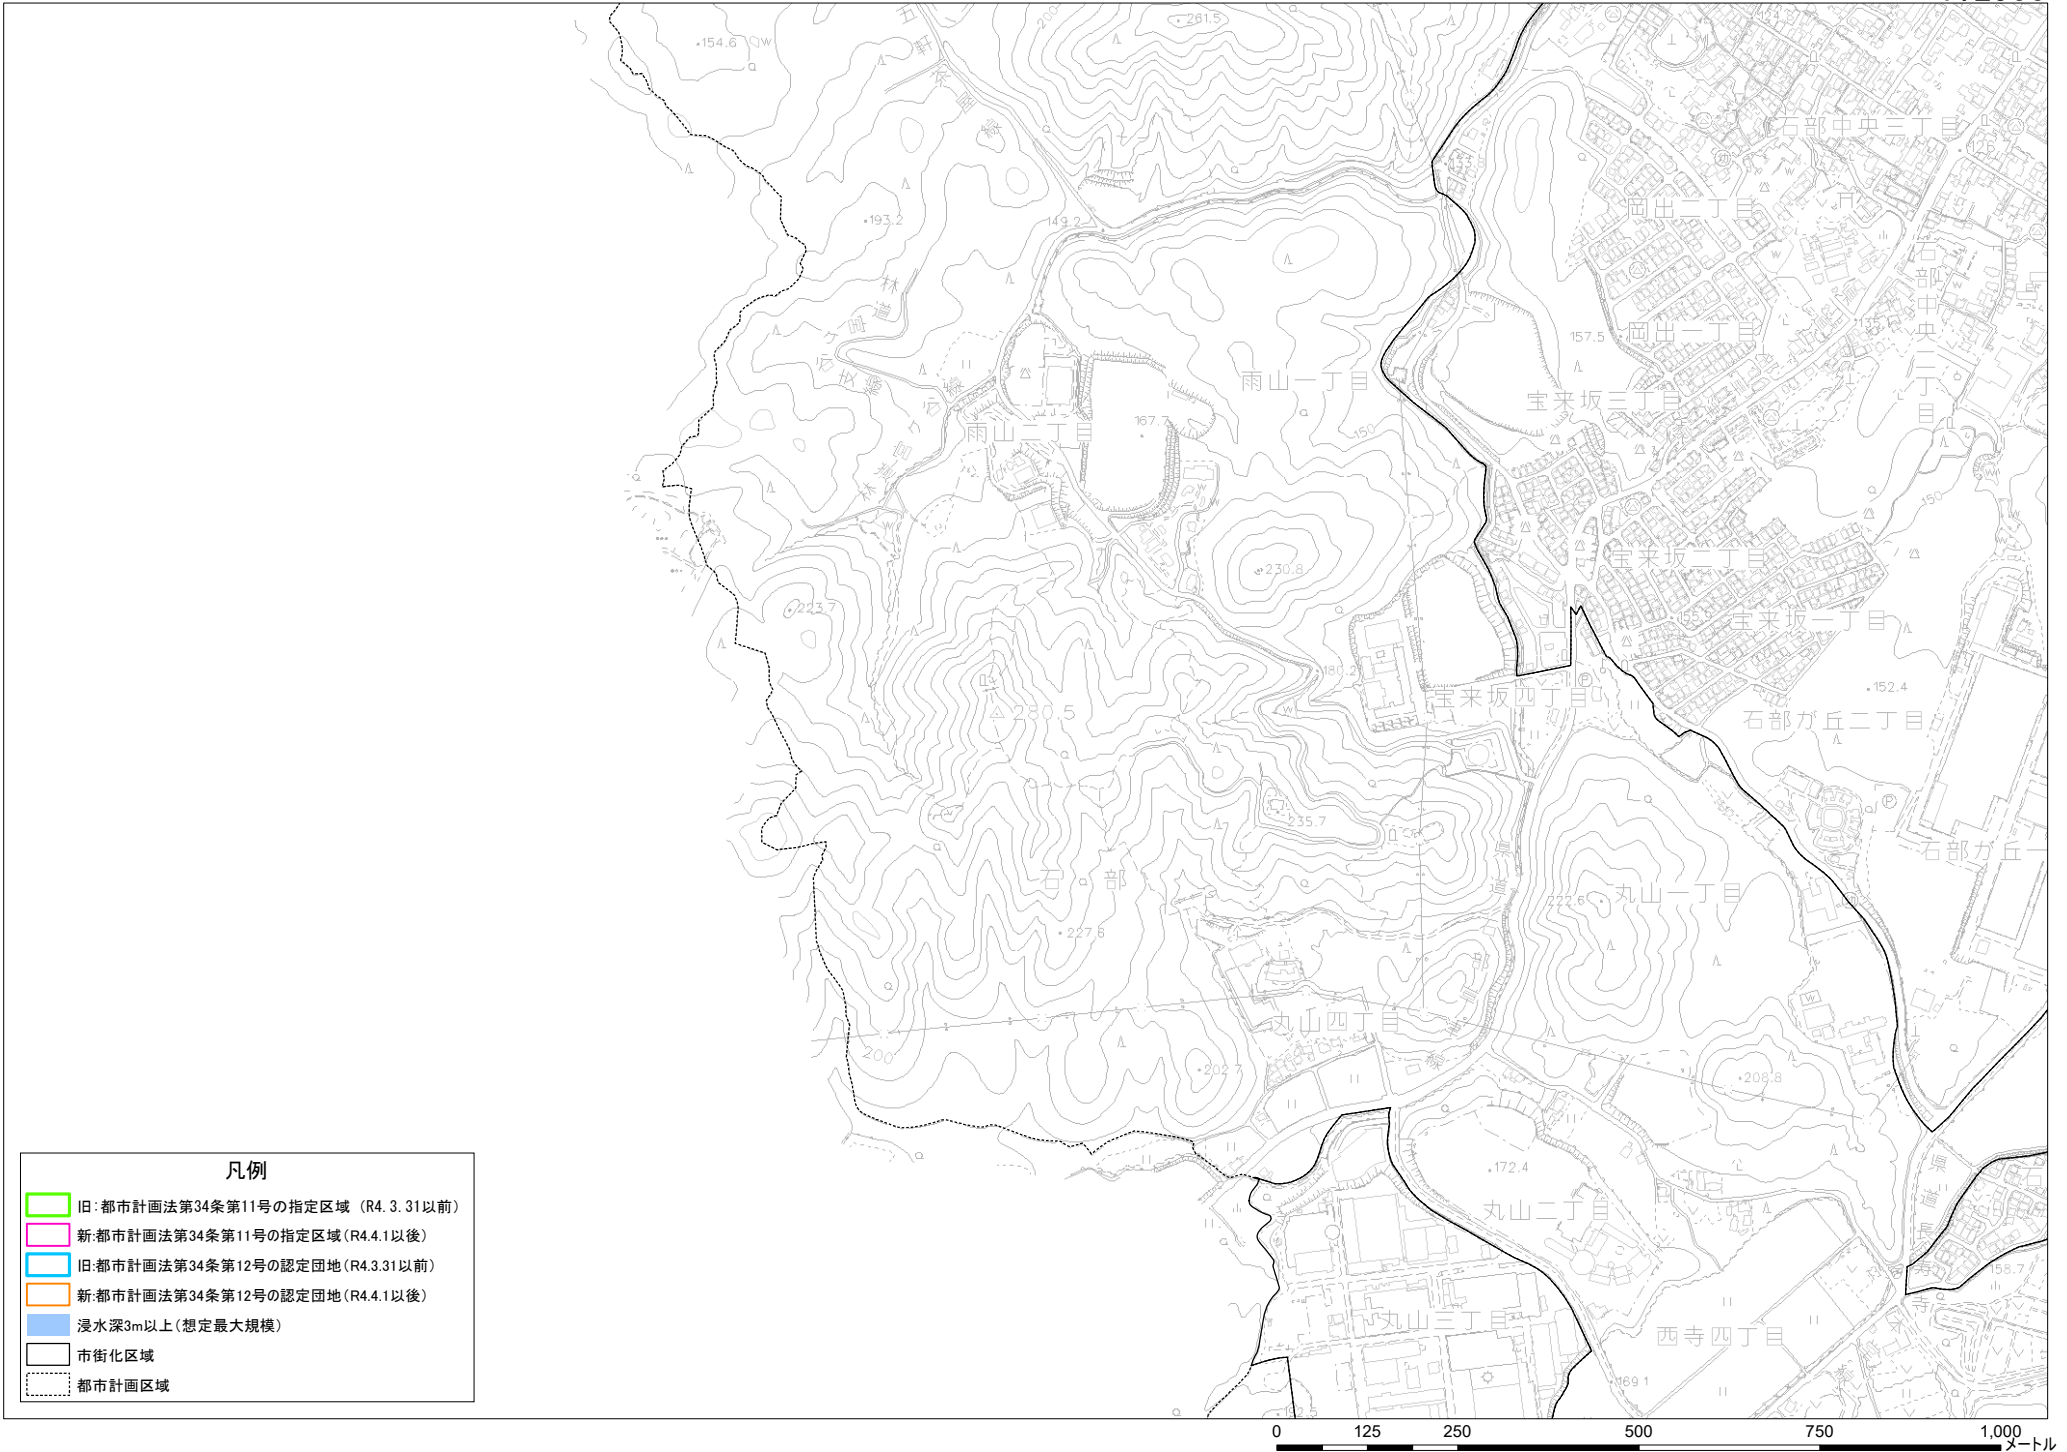 261.5
200
154.6
石部中央三丁目
193.2
149.2
岡出二丁目
石部中央二丁目
林道
157.5
岡出一丁目
雨山一丁目
宝来坂三丁目
167.7
雨山二丁目
150
150
230.8
宝来坂二丁目
223.7
宝来坂一丁目
180.2
152.4
宝来坂四丁目
280.5
石部が丘二丁目
235.7
石部が丘一
石部
県道
222.6
丸山一丁目
227.6
丸山四丁目
200
202.7
208.8
172.4
県道
丸山二丁目
158.7
丸山三丁目
西寺四丁目
169.1
192.5
凡例
旧:都市計画法第34条第11号の指定区域 (R4.3.31以前)
新:都市計画法第34条第11号の指定区域(R4.4.1以後)
旧:都市計画法第34条第12号の認定団地(R4.3.31以前)
新:都市計画法第34条第12号の認定団地(R4.4.1以後)
浸水深3m以上(想定最大規模)
市街化区域
都市計画区域
0 125 250 500 750 1,000
メートル